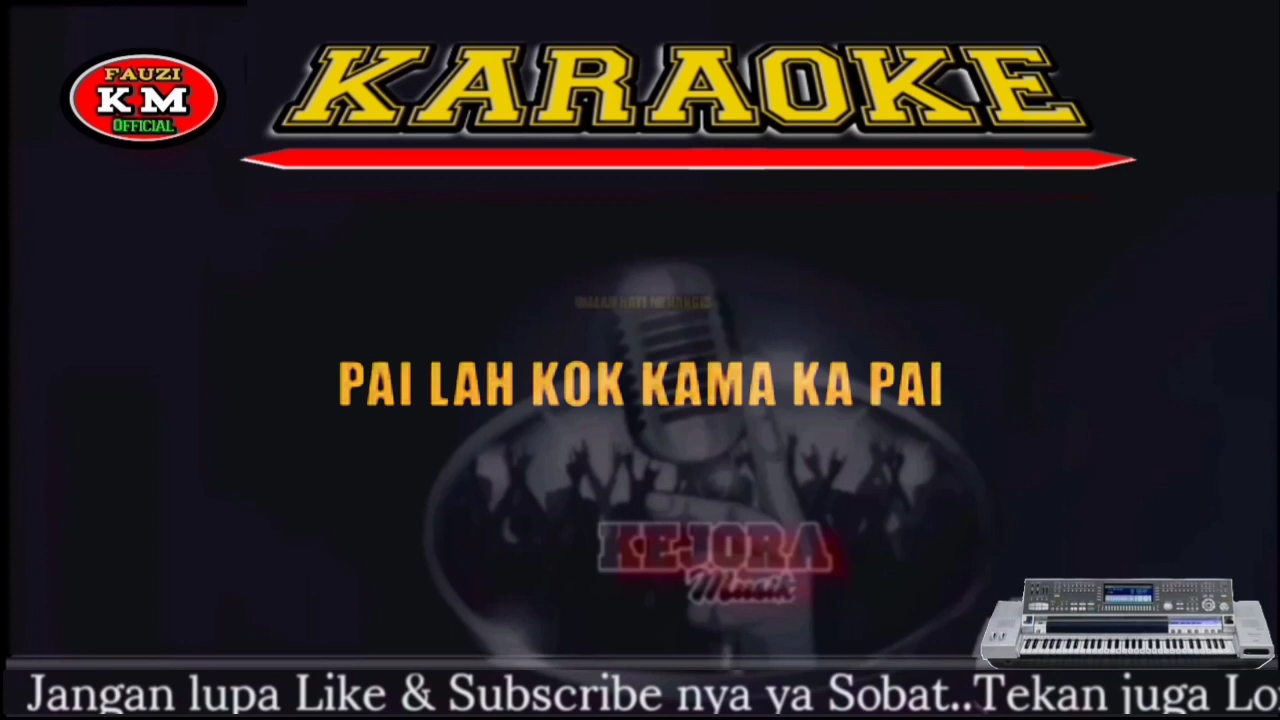 FAUZI
KM
OFFICIAL
KARAOKE
PAI LAH KOK KAMA KA PAI
KEJORA
Musik
Jangan lupa Like & Subscribe nya ya Sobat..Tekan juga Lo